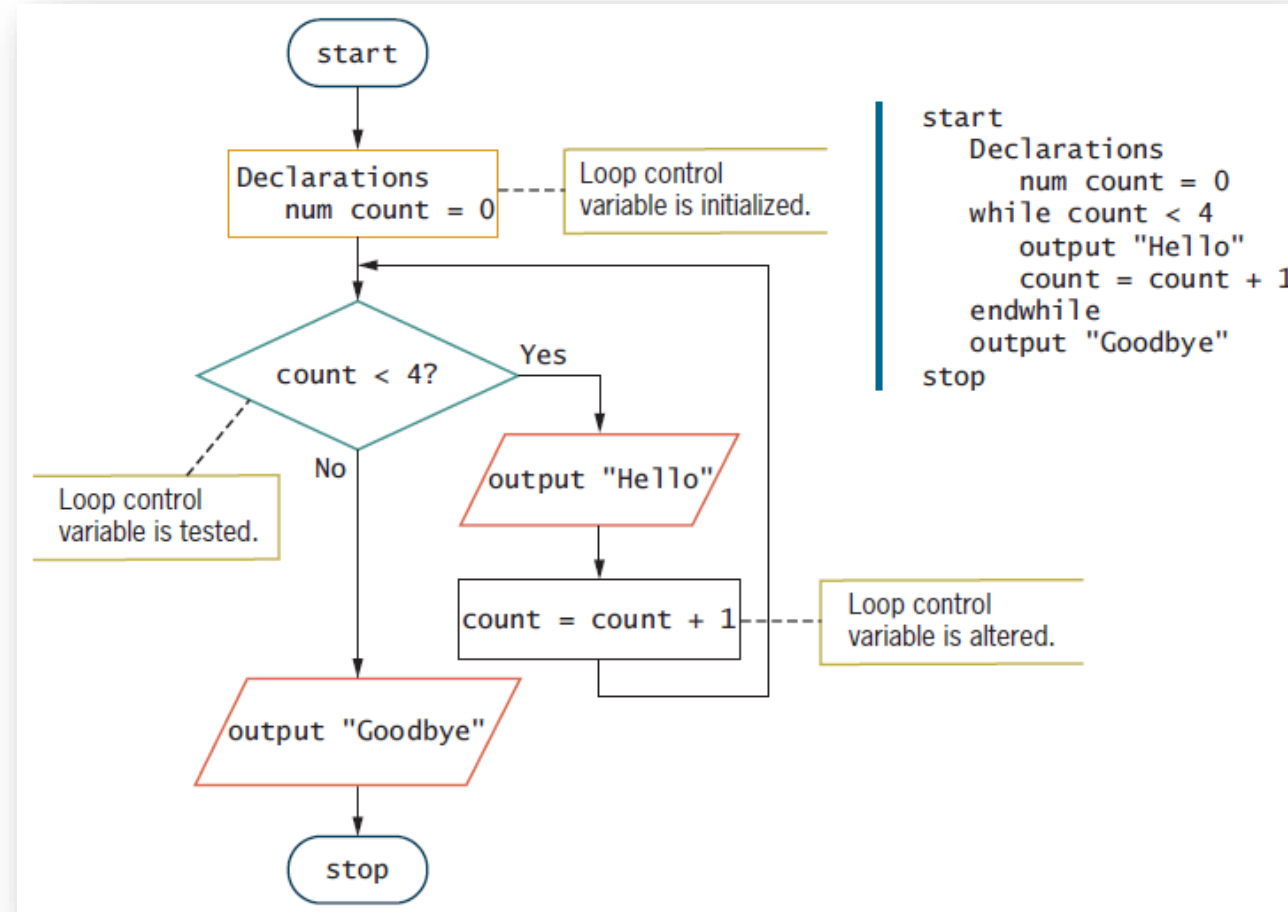 start
Declarations
num count = 0
Loop control
variable is initialized.
count < 4?
Yes
No
Loop control
variable is tested.
output "Hello"
count = count + 1
Loop control
variable is altered.
output "Goodbye"
stop
start
Declarations
num count = 0
while count < 4
output "Hello"
count = count + 1
endwhile
output "Goodbye"
stop